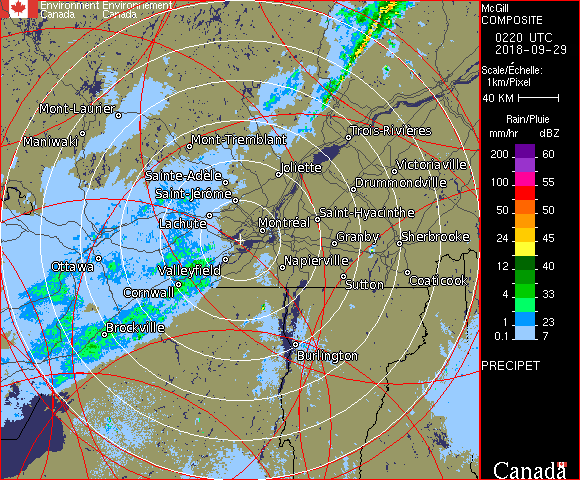 Environment Environnement
Canada Canada
McGill
COMPOSITE
0220 UTC
2018-09-29
Scale/Échelle:
1km/Pixel
40 KM
Rain/Pluie
mm/hr dBZ
200 60
100 55
50 50
24 45
12 40
4 33
1 23
0.1 7
PRECIPET
Canada
Mont-Laurier
Maniwaki
Mont-Tremblant
Trois-Rivières
Joliette
Victoriaville
Sainte-Adèle
Drummondville
Saint-Jérôme
Saint-Hyacinthe
Lachute
Montréal
Granby
Sherbrooke
Ottawa
Valleyfield
Napierville
Cornwall
Sutton
Coaticook
Brockville
Burlington